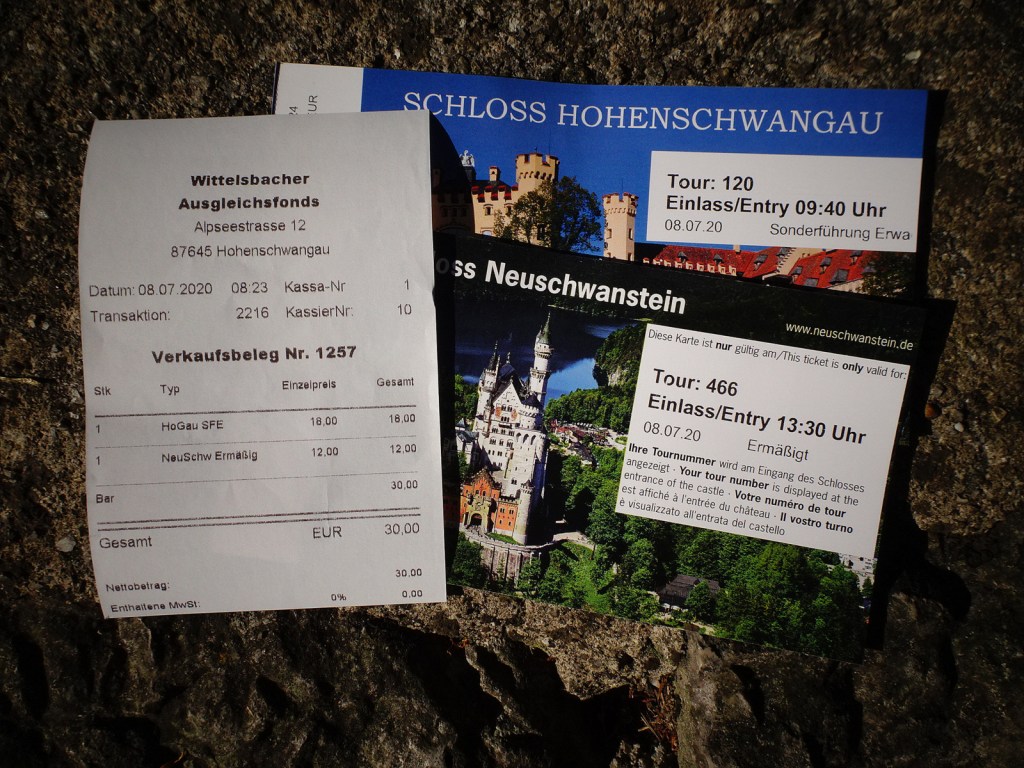 Wittelsbacher
Ausgleichsfonds
Alpseestrasse 12
87645 Hohenschwangau
Datum: 08.07.2020 08:23 Kassa-Nr 1
Transaktion: 2216 KassierNr: 10
Verkaufsbeleg Nr. 1257
Stk Typ Einzelpreis Gesamt
1 HoGau SFE 18,00 18,00
1 NeuSchw Ermäßig 12,00 12,00
Bar 30,00
Gesamt EUR 30,00
Nettobetrag: 30,00
Enthaltene MwSt: 0% 0,00
24
UR
SCHLOSS HOHENSCHWANGAU
Tour: 120
Einlass/Entry 09:40 Uhr
08.07.20 Sonderführung Erwa
oss Neuschwanstein
www.neuschwanstein.de
Diese Karte ist nur gültig am/This ticket is only valid for:
Tour: 466
Einlass/Entry 13:30 Uhr
08.07.20 Ermäßigt
Ihre Tournummer wird am Eingang des Schlosses
angezeigt · Your tour number is displayed at the
entrance of the castle · Votre numéro de tour
est affiché à l'entrée du château · Il vostro turno
è visualizzato all'entrata del castello